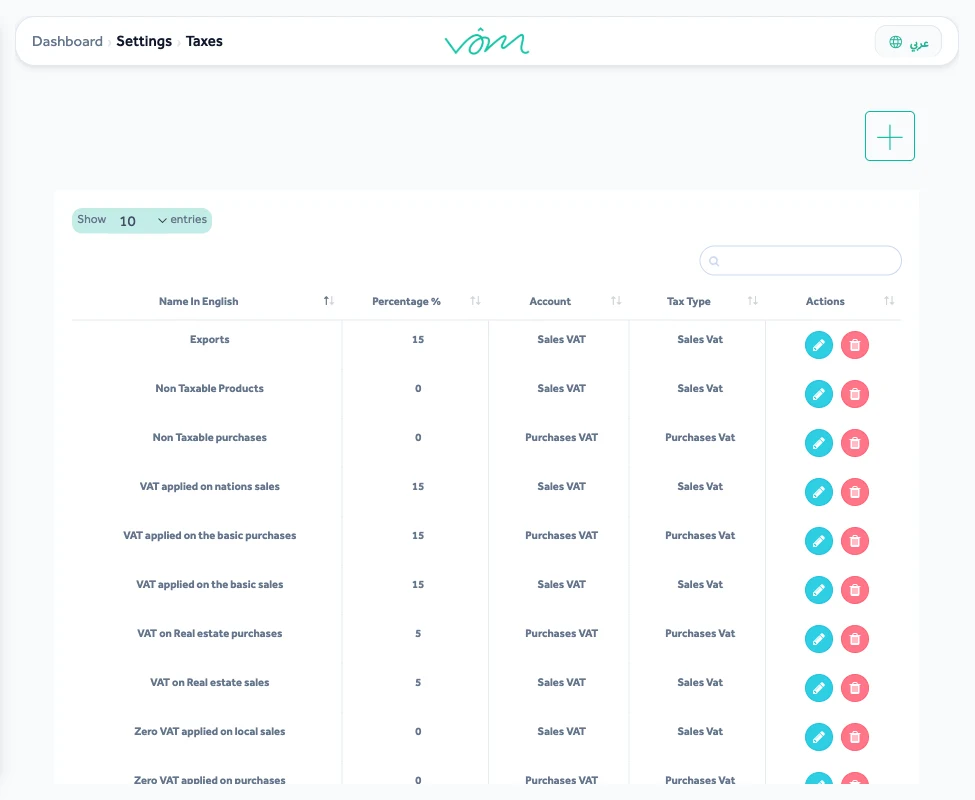 Dashboard › Settings › Taxes
vôm
عربي
Show 10 entries
Name In English Percentage % Account Tax Type Actions
Exports 15 Sales VAT Sales Vat
Non Taxable Products 0 Sales VAT Sales Vat
Non Taxable purchases 0 Purchases VAT Purchases Vat
VAT applied on nations sales 15 Sales VAT Sales Vat
VAT applied on the basic purchases 15 Purchases VAT Purchases Vat
VAT applied on the basic sales 15 Sales VAT Sales Vat
VAT on Real estate purchases 5 Purchases VAT Purchases Vat
VAT on Real estate sales 5 Sales VAT Sales Vat
Zero VAT applied on local sales 0 Sales VAT Sales Vat
Zero VAT applied on purchases 0 Purchases VAT Purchases Vat